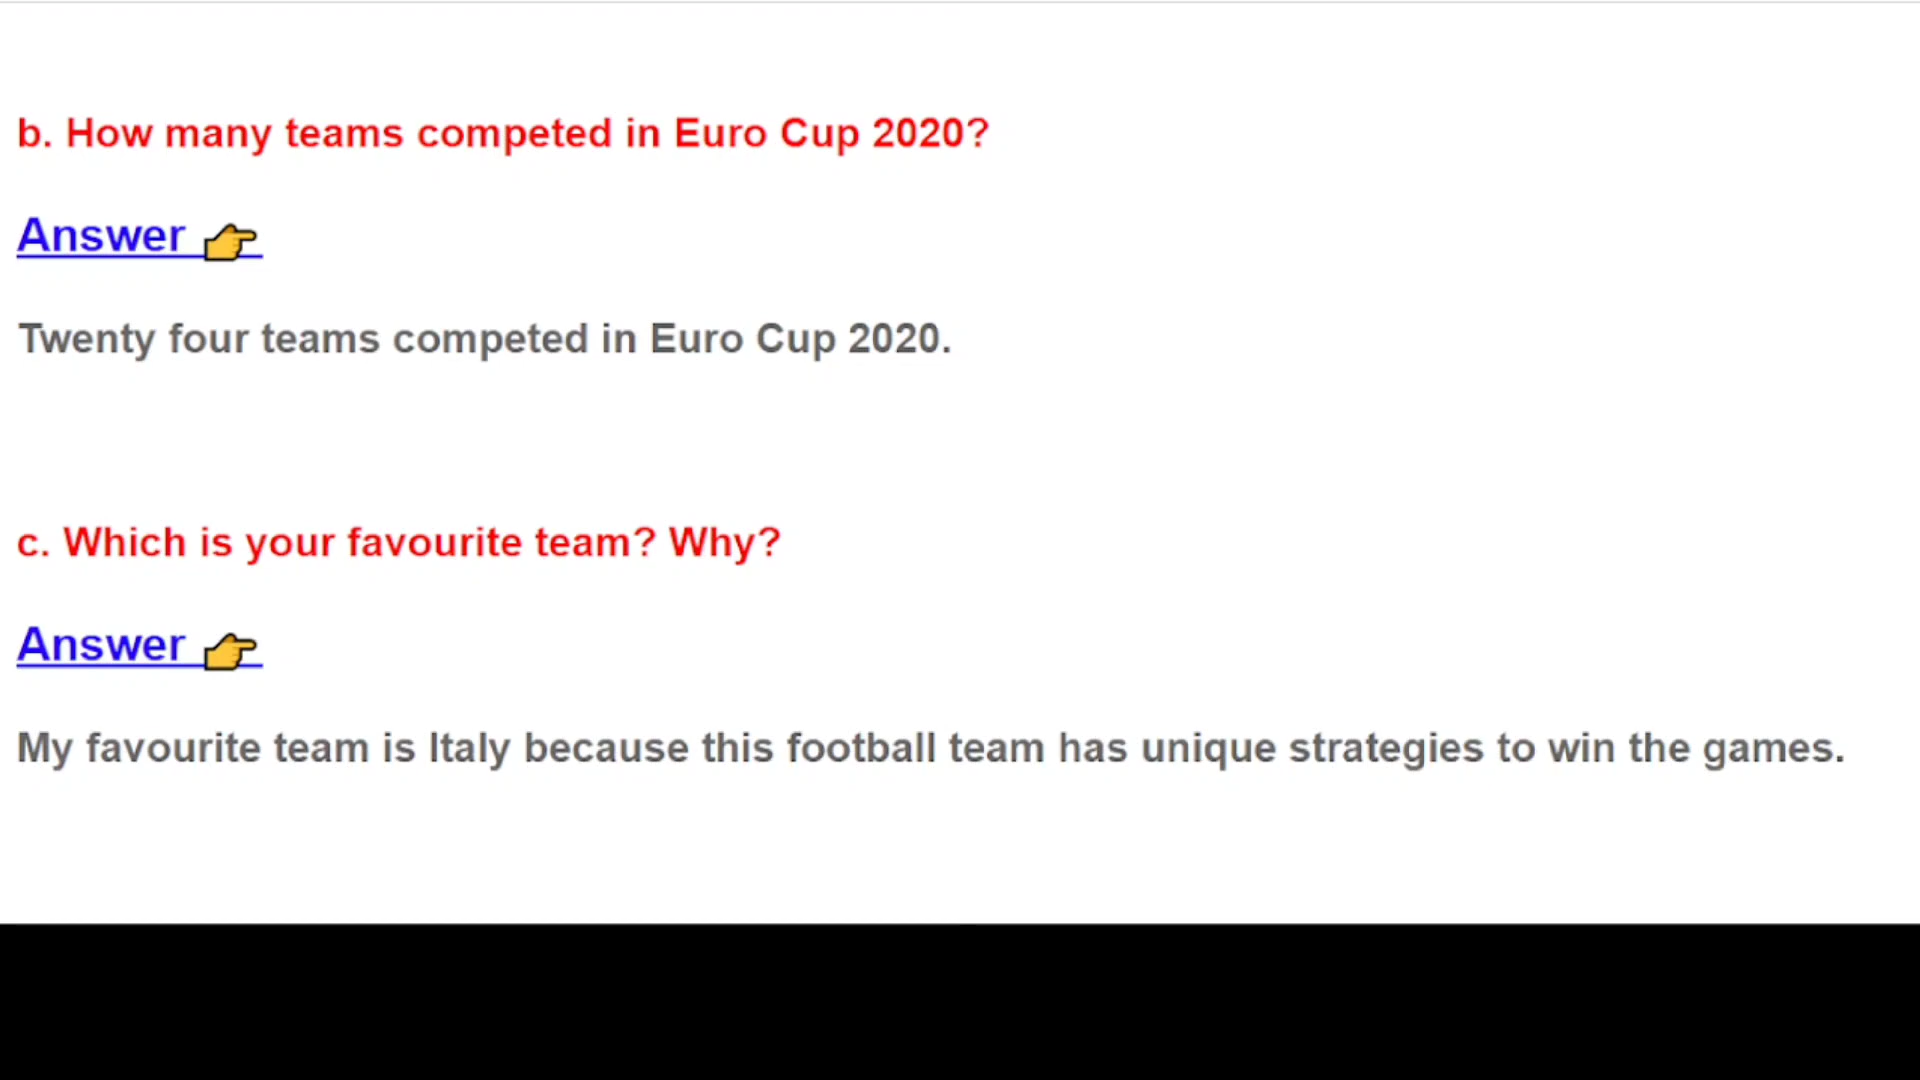 b. How many teams competed in Euro Cup 2020?
Answer 👉
Twenty four teams competed in Euro Cup 2020.
c. Which is your favourite team? Why?
Answer 👉
My favourite team is Italy because this football team has unique strategies to win the games.